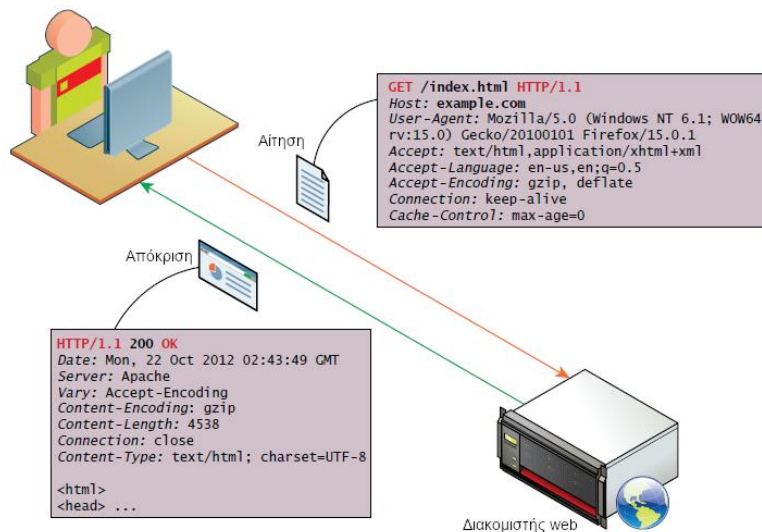 GET /index.html HTTP/1.1
Host: example.com
User-Agent: Mozilla/5.0 (Windows NT 6.1; WOW64
rv:15.0) Gecko/20100101 Firefox/15.0.1
Accept: text/html,application/xhtml+xml
Accept-Language: en-us,en;q=0.5
Accept-Encoding: gzip, deflate
Connection: keep-alive
Cache-Control: max-age=0
Αίτηση
Απόκριση
HTTP/1.1 200 OK
Date: Mon, 22 Oct 2012 02:43:49 GMT
Server: Apache
Vary: Accept-Encoding
Content-Encoding: gzip
Content-Length: 4538
Connection: close
Content-Type: text/html; charset=UTF-8
<html>
<head> ...
Διακομιστής web